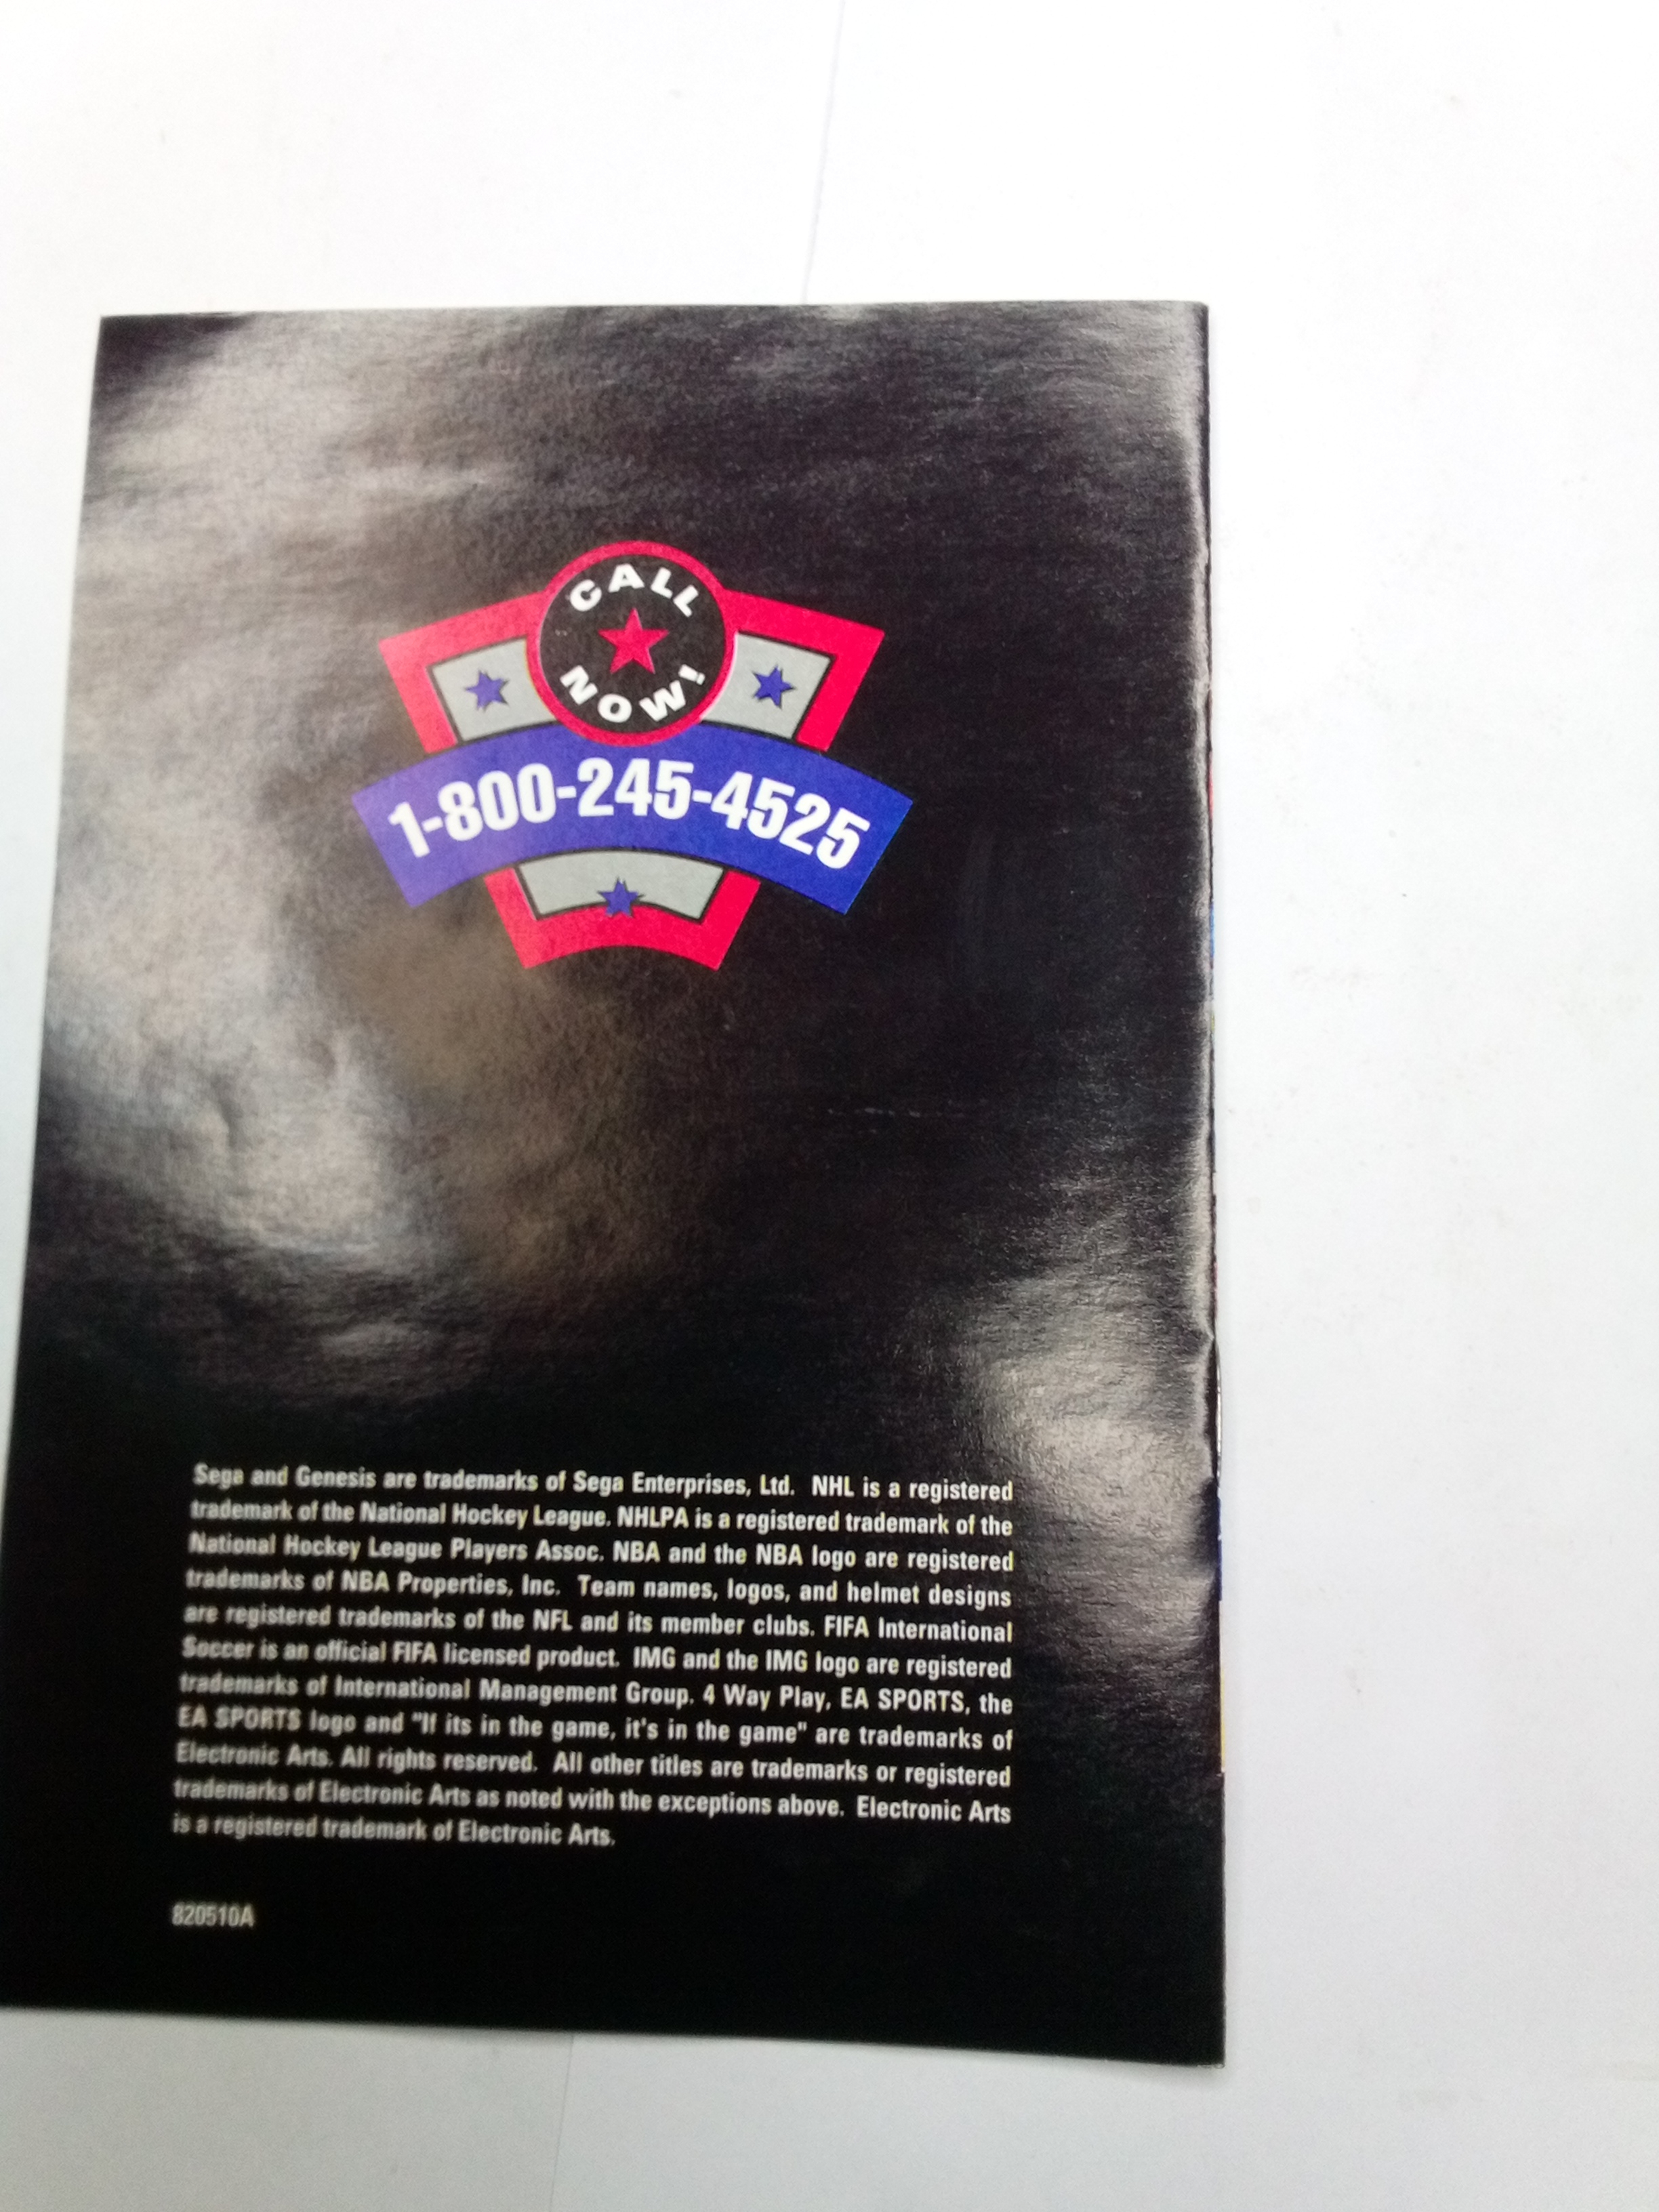 CALL
NOW!
1-800-245-4525
Sega and Genesis are trademarks of Sega Enterprises, Ltd. NHL is a registered
trademark of the National Hockey League. NHLPA is a registered trademark of the
National Hockey League Players Assoc. NBA and the NBA logo are registered
trademarks of NBA Properties, Inc. Team names, logos, and helmet designs
are registered trademarks of the NFL and its member clubs. FIFA International
Soccer is an official FIFA licensed product. IMG and the IMG logo are registered
trademarks of International Management Group. 4 Way Play, EA SPORTS, the
EA SPORTS logo and "If its in the game, it's in the game" are trademarks of
Electronic Arts. All rights reserved. All other titles are trademarks or registered
trademarks of Electronic Arts as noted with the exceptions above. Electronic Arts
is a registered trademark of Electronic Arts.
820510A